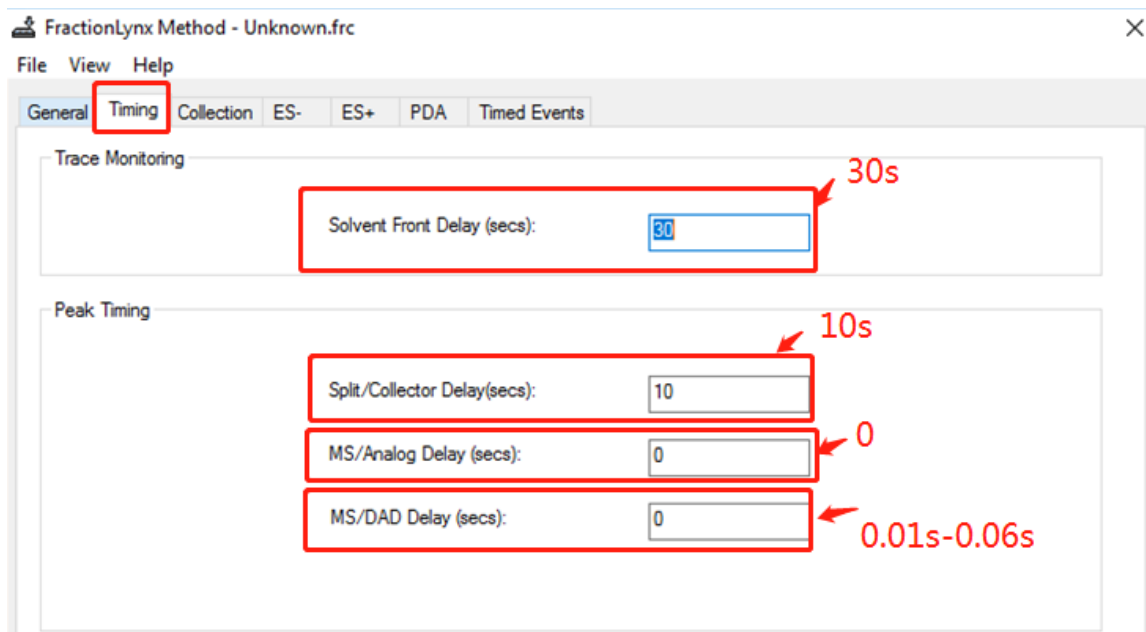 FractionLynx Method - Unknown.frc
File View Help
General Timing Collection ES- ES+ PDA Timed Events
Trace Monitoring
30s
Solvent Front Delay (secs): 30
Peak Timing
10s
Split/Collector Delay(secs): 10
MS/Analog Delay (secs): 0 0
MS/DAD Delay (secs): 0
0.01s-0.06s